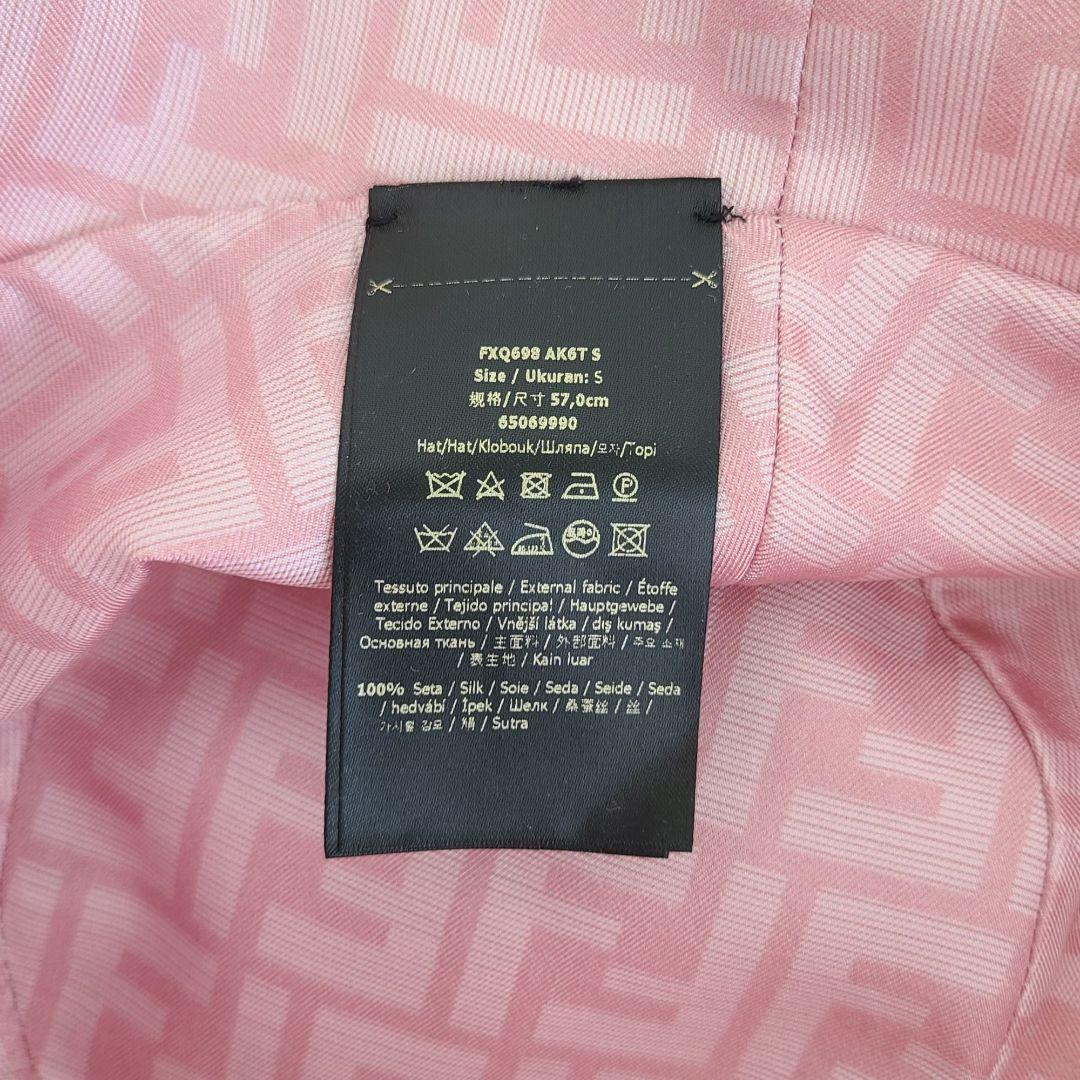 FXQ698 AK6T S
Size / Ukuran: S
规格/尺寸 57,0cm
65069990
Hat/Hat/Klobouk/Шляпа/모자/Topi
P
Tessuto principale / External fabric / Étoffe
externe / Tejido principal / Hauptgewebe /
Tecido Externo / Vnější látka / dış kumaş /
Основная ткань / 主面料 / 外部面料 / 주요 소재
/ 表生地 / Kain luar
100% Seta / Silk / Soie / Seda / Seide / Seda
/ hedvábí / İpek / Шелк / 桑蚕丝 / 丝 /
/ 絹 / Sutra